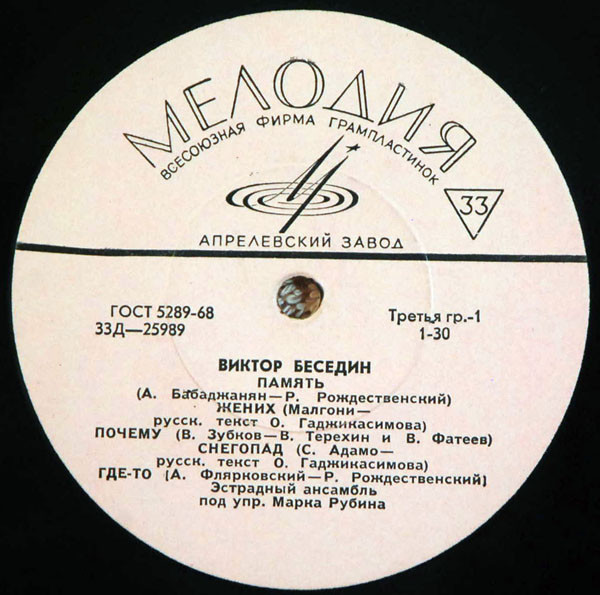 МЕЛОДИЯ
ВСЕСОЮЗНАЯ ФИРМА ГРАМПЛАСТИНОК
33
АПРЕЛЕВСКИЙ ЗАВОД
ГОСТ 5289-68 Третья гр.-1
33Д—25989 1-30
ВИКТОР БЕСЕДИН
ПАМЯТЬ
(А. Бабаджанян—Р. Рождественский)
ЖЕНИХ (Малгони—
русск. текст О. Гаджикасимова)
ПОЧЕМУ (В. Зубков—В. Терехин и В. Фатеев)
СНЕГОПАД (С. Адамо—
русск. текст О. Гаджикасимова)
ГДЕ-ТО (А. Флярковский—Р. Рождественский)
Эстрадный ансамбль
под упр. Марка Рубина